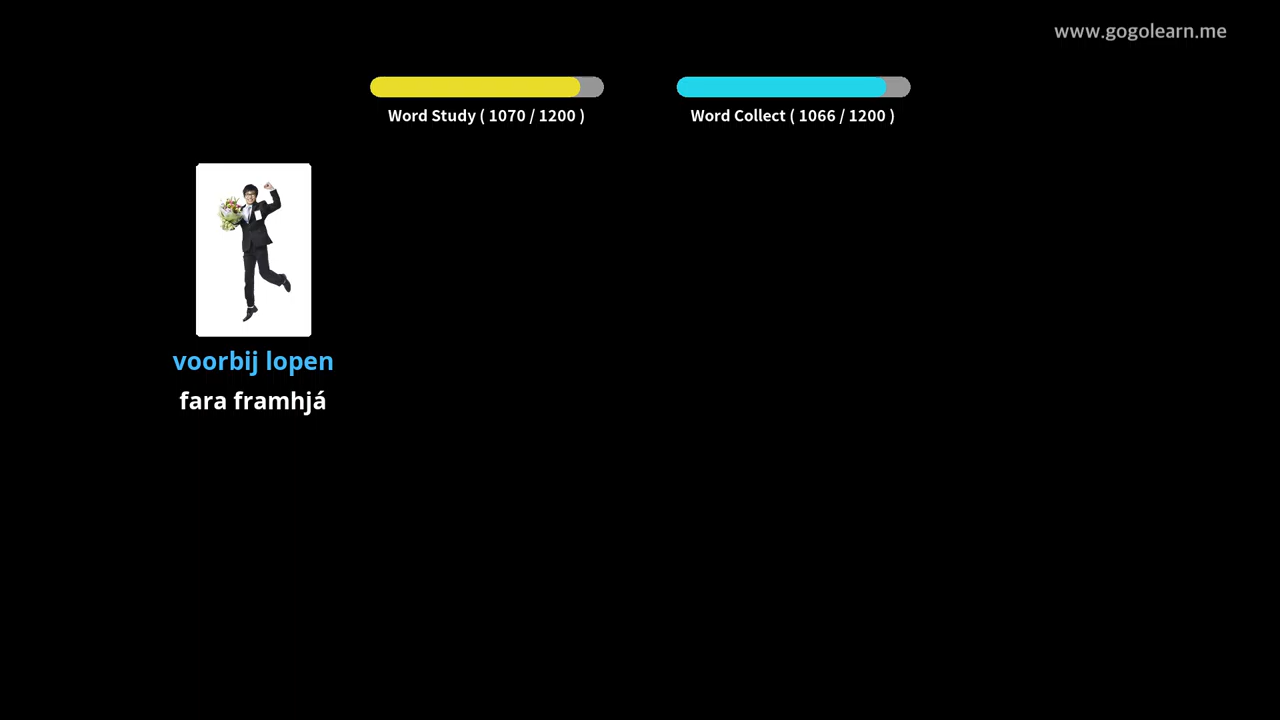 www.gogolearn.me
Word Study ( 1070 / 1200 )
Word Collect ( 1066 / 1200 )
voorbij lopen
fara framhjá